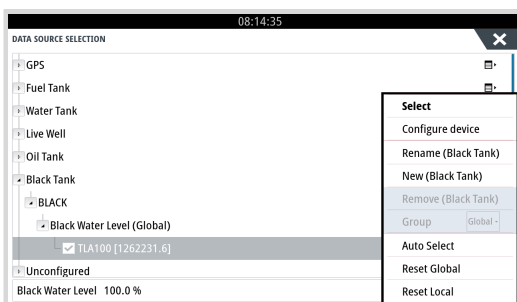 08:14:35
DATA SOURCE SELECTION
GPS
Fuel Tank
Water Tank
Live Well
Oil Tank
Black Tank
BLACK
Black Water Level (Global)
TLA100 [1262231.6]
Unconfigured
Black Water Level 100.0 %
Select
Configure device
Rename (Black Tank)
New (Black Tank)
Remove (Black Tank)
Group Global
Auto Select
Reset Global
Reset Local